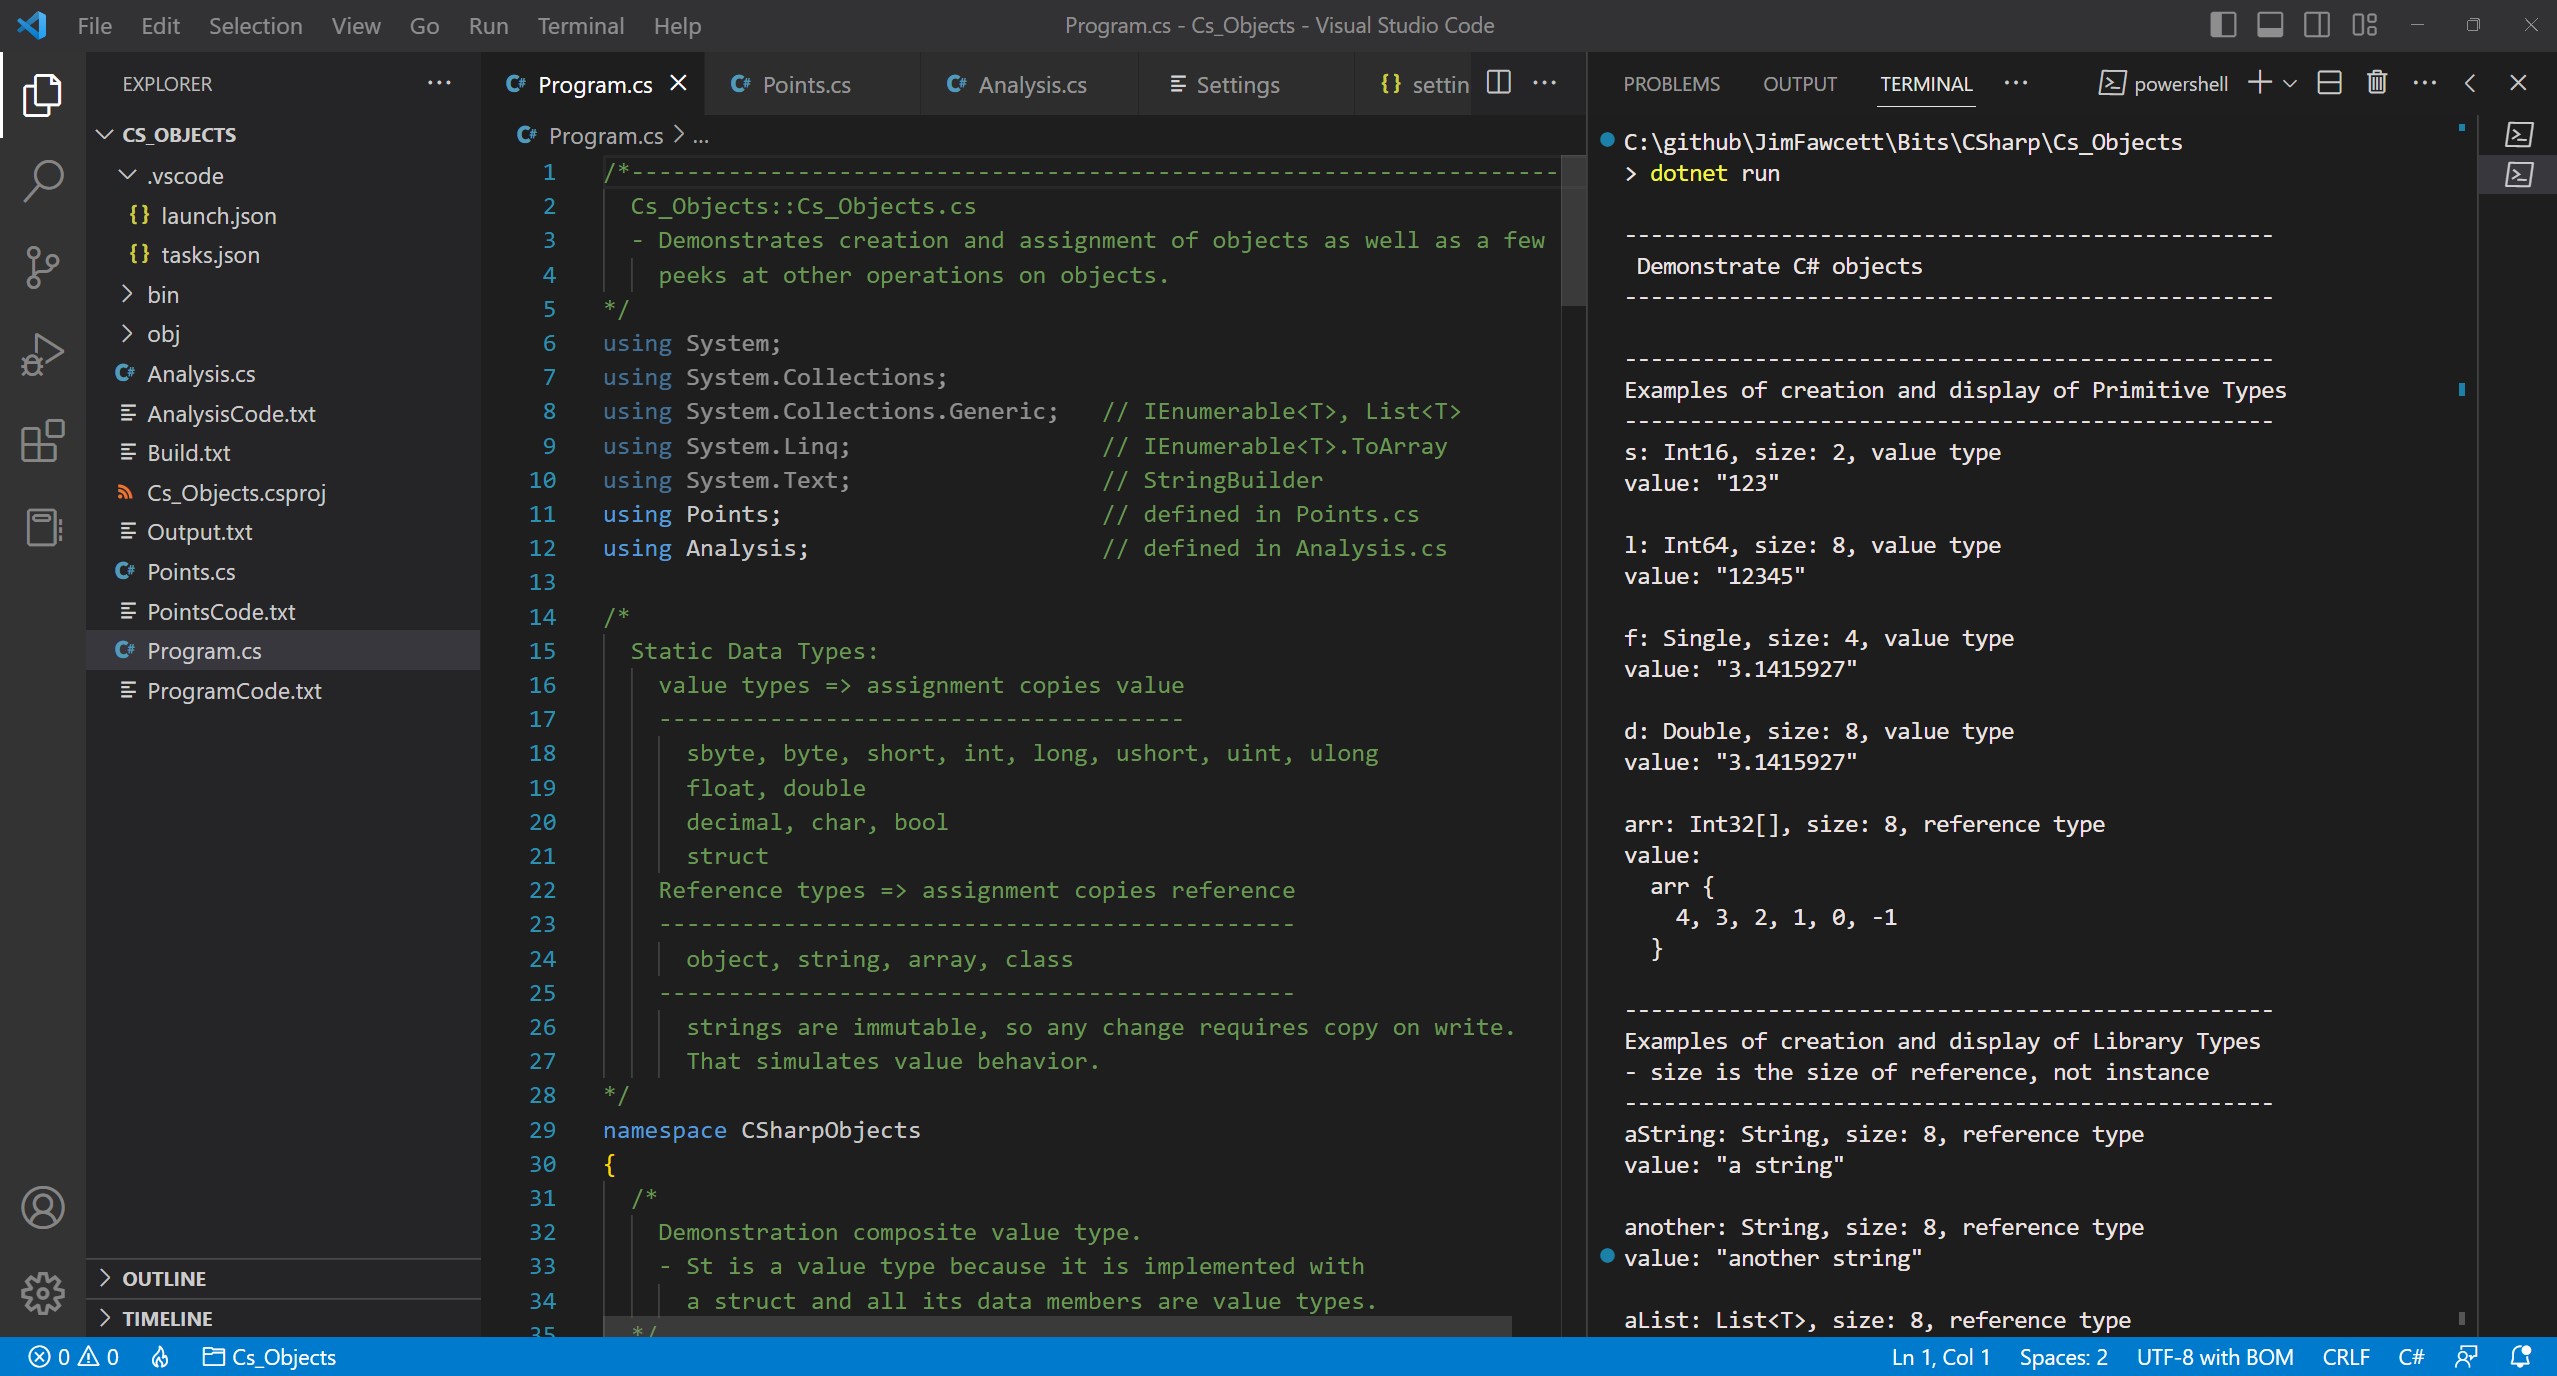 File Edit Selection View Go Run Terminal Help
Program.cs - Cs_Objects - Visual Studio Code
EXPLORER
CS_OBJECTS
.vscode
{} launch.json
{} tasks.json
bin
obj
C# Analysis.cs
AnalysisCode.txt
Build.txt
Cs_Objects.csproj
Output.txt
C# Points.cs
PointsCode.txt
C# Program.cs
ProgramCode.txt
OUTLINE
TIMELINE
C# Program.cs C# Points.cs C# Analysis.cs Settings {} settin
C# Program.cs > ...
1 /*-------------------------------------------------------------------
2 Cs_Objects::Cs_Objects.cs
3 - Demonstrates creation and assignment of objects as well as a few
4 peeks at other operations on objects.
5 */
6 using System;
7 using System.Collections;
8 using System.Collections.Generic; // IEnumerable<T>, List<T>
9 using System.Linq; // IEnumerable<T>.ToArray
10 using System.Text; // StringBuilder
11 using Points; // defined in Points.cs
12 using Analysis; // defined in Analysis.cs
13
14 /*
15 Static Data Types:
16 value types => assignment copies value
17 --------------------------------------
18 sbyte, byte, short, int, long, ushort, uint, ulong
19 float, double
20 decimal, char, bool
21 struct
22 Reference types => assignment copies reference
23 ----------------------------------------------
24 object, string, array, class
25 ----------------------------------------------
26 strings are immutable, so any change requires copy on write.
27 That simulates value behavior.
28 */
29 namespace CSharpObjects
30 {
31 /*
32 Demonstration composite value type.
33 - St is a value type because it is implemented with
34 a struct and all its data members are value types.
35 */
PROBLEMS OUTPUT TERMINAL powershell
C:\github\JimFawcett\Bits\CSharp\Cs_Objects
> dotnet run
--------------------------------------------------
Demonstrate C# objects
--------------------------------------------------
--------------------------------------------------
Examples of creation and display of Primitive Types
--------------------------------------------------
s: Int16, size: 2, value type
value: "123"
l: Int64, size: 8, value type
value: "12345"
f: Single, size: 4, value type
value: "3.1415927"
d: Double, size: 8, value type
value: "3.1415927"
arr: Int32[], size: 8, reference type
value:
arr {
4, 3, 2, 1, 0, -1
}
--------------------------------------------------
Examples of creation and display of Library Types
- size is the size of reference, not instance
--------------------------------------------------
aString: String, size: 8, reference type
value: "a string"
another: String, size: 8, reference type
value: "another string"
aList: List<T>, size: 8, reference type
0 0 Cs_Objects
Ln 1, Col 1 Spaces: 2 UTF-8 with BOM CRLF C#